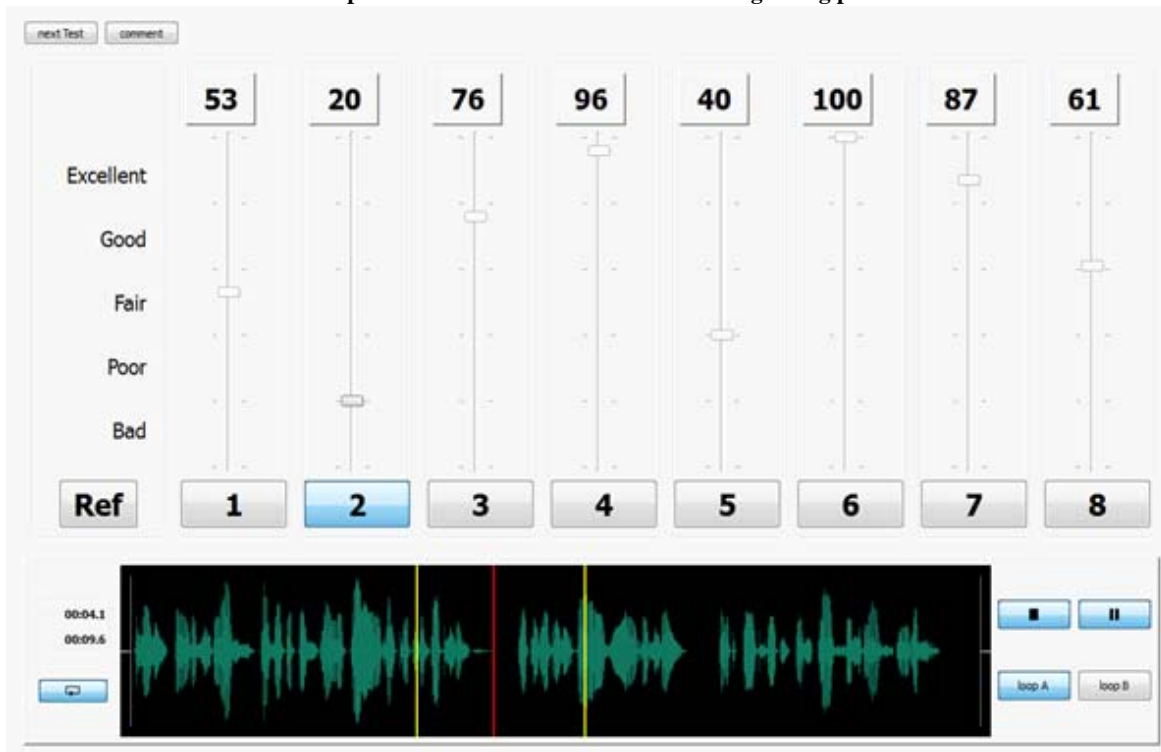 next Test comment
53 20 76 96 40 100 87 61
Excellent
Good
Fair
Poor
Bad
Ref 1 2 3 4 5 6 7 8
00:04.1
00:09.6
loop A loop B